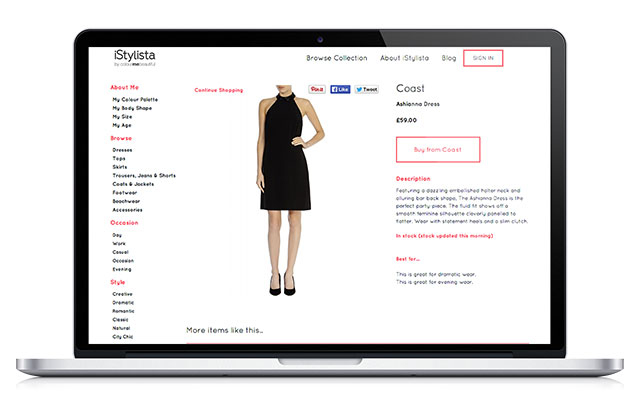 iStylista
by colour me beautiful
Browse Collection
About iStylista
Blog
SIGN IN
About Me
My Colour Palette
My Body Shape
My Size
My Age
Browse
Dresses
Tops
Skirts
Trousers, Jeans & Shorts
Coats & Jackets
Footwear
Beachwear
Accessories
Occasion
Day
Work
Casual
Occasion
Evening
Style
Creative
Dramatic
Romantic
Classic
Natural
City Chic
Continue Shopping
Pin it
Like
Tweet
Coast
Ashianna Dress
£59.00
Buy from Coast
Description
Featuring a dazzling embellished halter neck and
alluring bar back shape, The Ashianna Dress is the
perfect party piece. The fluid fit shows off a
smooth feminine silhouette cleverly paneled to
flatter. Wear with statement heels and a slim clutch.
In stock (stock updated this morning)
Best for...
This is great for dramatic wear.
This is great for evening wear.
More items like this...